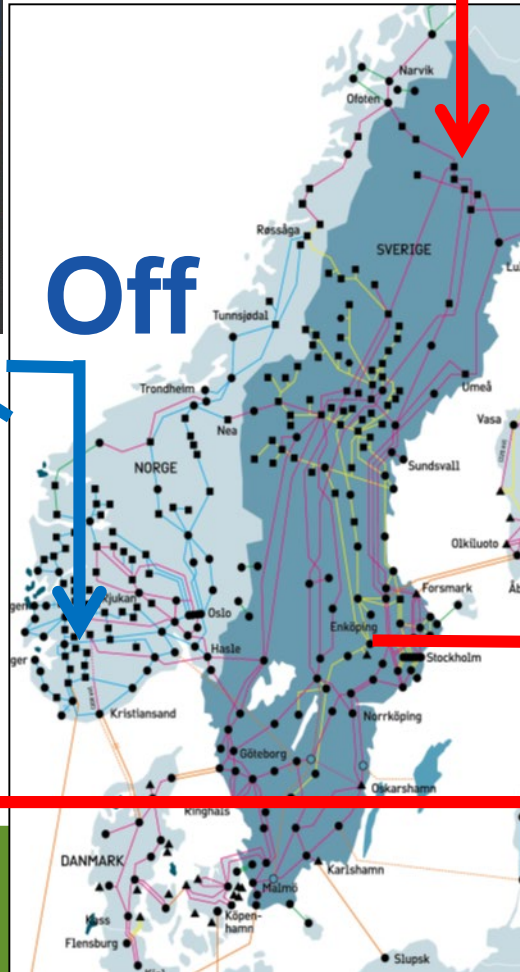 Narvik
Ofoten
Røssåga
SVERIGE
Off
Tunnsjødal
Trondheim
Umeå
Vasa
Nea
Sundsvall
NORGE
Olkiluoto
Forsmark
Rjukan
Oslo
Enköping
Hasle
Stockholm
Kristiansand
Norrköping
Göteborg
Oskarshamn
Ringhals
DANMARK
Karlshamn
Malmö
Köpen-
hamn
Flensburg
Slupsk